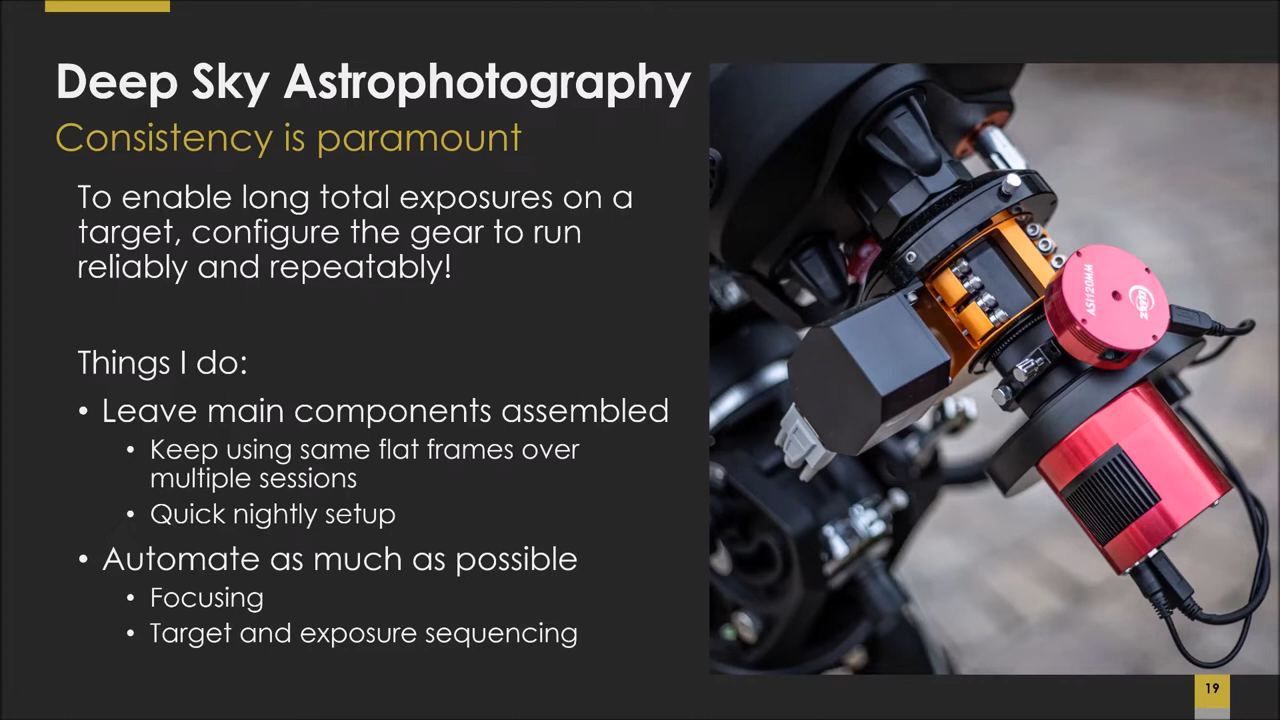 Deep Sky Astrophotography
Consistency is paramount
To enable long total exposures on a
target, configure the gear to run
reliably and repeatably!
Things I do:
• Leave main components assembled
• Keep using same flat frames over
multiple sessions
• Quick nightly setup
• Automate as much as possible
• Focusing
• Target and exposure sequencing
ASI120MM
ZWO
19